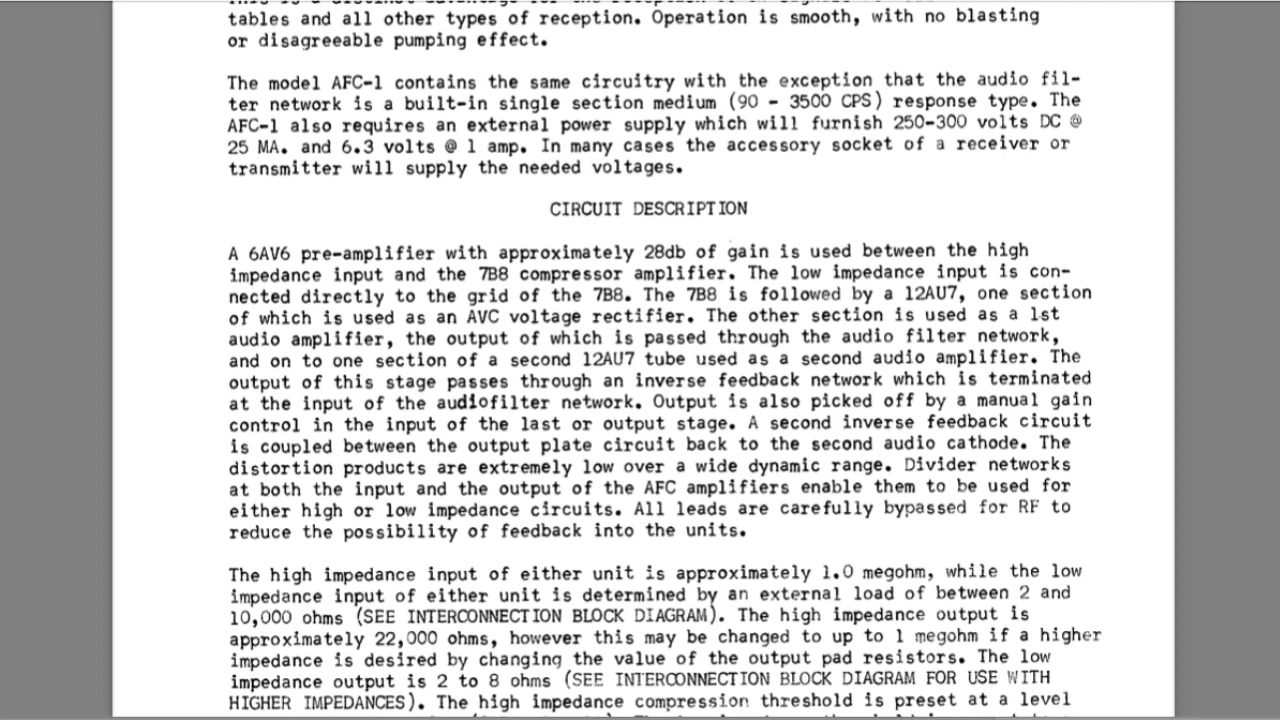 tables and all other types of reception. Operation is smooth, with no blasting
or disagreeable pumping effect.
The model AFC-1 contains the same circuitry with the exception that the audio fil-
ter network is a built-in single section medium (90 - 3500 CPS) response type. The
AFC-1 also requires an external power supply which will furnish 250-300 volts DC @
25 MA. and 6.3 volts @ 1 amp. In many cases the accessory socket of a receiver or
transmitter will supply the needed voltages.
CIRCUIT DESCRIPTION
A 6AV6 pre-amplifier with approximately 28db of gain is used between the high
impedance input and the 7B8 compressor amplifier. The low impedance input is con-
nected directly to the grid of the 7B8. The 7B8 is followed by a 12AU7, one section
of which is used as an AVC voltage rectifier. The other section is used as a 1st
audio amplifier, the output of which is passed through the audio filter network,
and on to one section of a second 12AU7 tube used as a second audio amplifier. The
output of this stage passes through an inverse feedback network which is terminated
at the input of the audiofilter network. Output is also picked off by a manual gain
control in the input of the last or output stage. A second inverse feedback circuit
is coupled between the output plate circuit back to the second audio cathode. The
distortion products are extremely low over a wide dynamic range. Divider networks
at both the input and the output of the AFC amplifiers enable them to be used for
either high or low impedance circuits. All leads are carefully bypassed for RF to
reduce the possibility of feedback into the units.
The high impedance input of either unit is approximately 1.0 megohm, while the low
impedance input of either unit is determined by an external load of between 2 and
10,000 ohms (SEE INTERCONNECTION BLOCK DIAGRAM). The high impedance output is
approximately 22,000 ohms, however this may be changed to up to 1 megohm if a higher
impedance is desired by changing the value of the output pad resistors. The low
impedance output is 2 to 8 ohms (SEE INTERCONNECTION BLOCK DIAGRAM FOR USE WITH
HIGHER IMPEDANCES). The high impedance compression threshold is preset at a level